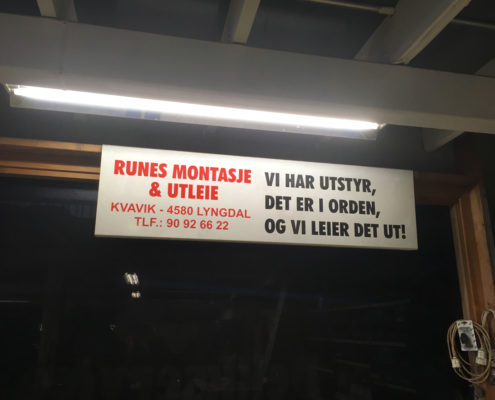 RUNES MONTASJE
& UTLEIE
KVAVIK - 4580 LYNGDAL
TLF.: 90 92 66 22
VI HAR UTSTYR,
DET ER I ORDEN,
OG VI LEIER DET UT!